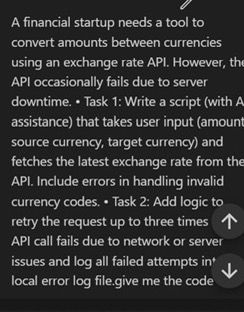 A financial startup needs a tool to
convert amounts between currencies
using an exchange rate API. However, the
API occasionally fails due to server
downtime. • Task 1: Write a script (with A
assistance) that takes user input (amount
source currency, target currency) and
fetches the latest exchange rate from the
API. Include errors in handling invalid
currency codes. • Task 2: Add logic to
retry the request up to three times
API call fails due to network or server
issues and log all failed attempts int
local error log file.give me the code